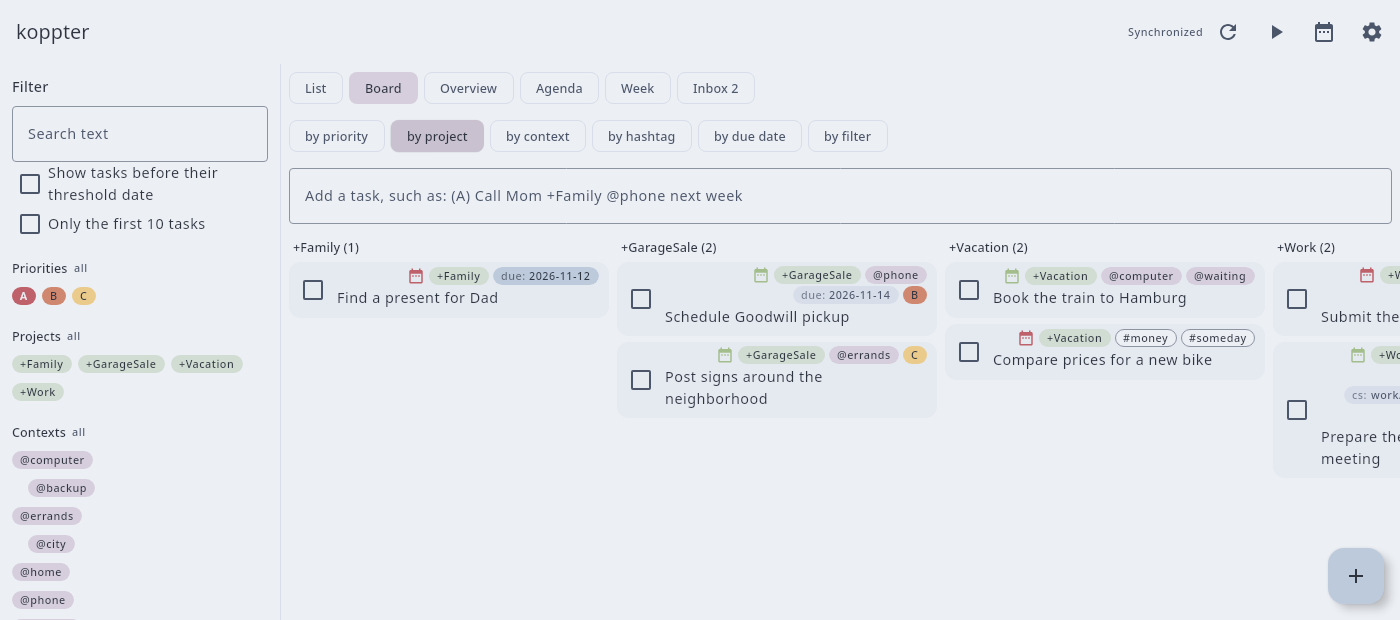 koppter
Synchronized
Filter
Search text
Show tasks before their
threshold date
Only the first 10 tasks
Priorities all
A B C
Projects all
+Family +GarageSale +Vacation
+Work
Contexts all
@computer
@backup
@errands
@city
@home
@phone
List Board Overview Agenda Week Inbox 2
by priority by project by context by hashtag by due date by filter
Add a task, such as: (A) Call Mom +Family @phone next week
+Family (1)
+Family due: 2026-11-12
Find a present for Dad
+GarageSale (2)
+GarageSale @phone
due: 2026-11-14 B
Schedule Goodwill pickup
+GarageSale @errands C
Post signs around the
neighborhood
+Vacation (2)
+Vacation @computer @waiting
Book the train to Hamburg
+Vacation #money #someday
Compare prices for a new bike
+Work (2)
Submit the
cs: work
Prepare the
meeting